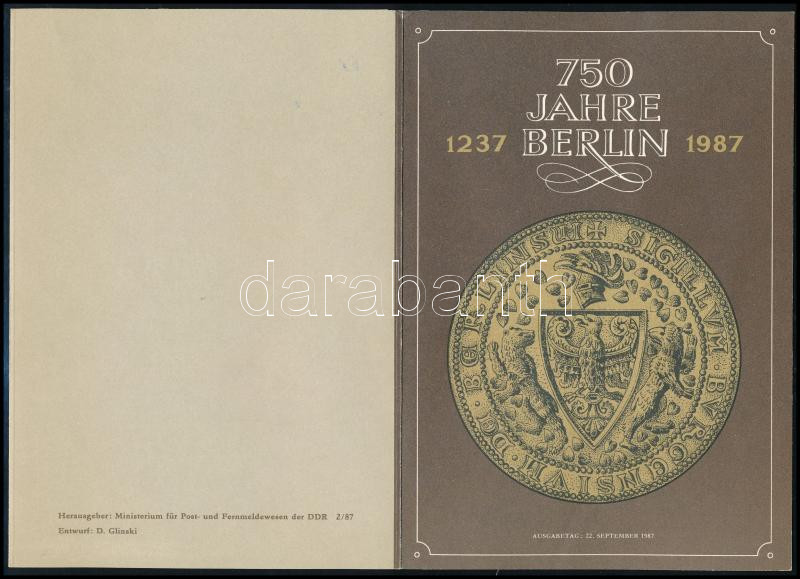 750
JAHRE
1237 BERLIN 1987
SIGILLVM BVRGENSIVM DE BERLINSVM
darabanth
AUSGABETAG: 22. SEPTEMBER 1987
Herausgeber: Ministerium für Post- und Fernmeldewesen der DDR 2/87
Entwurf: D. Glinski